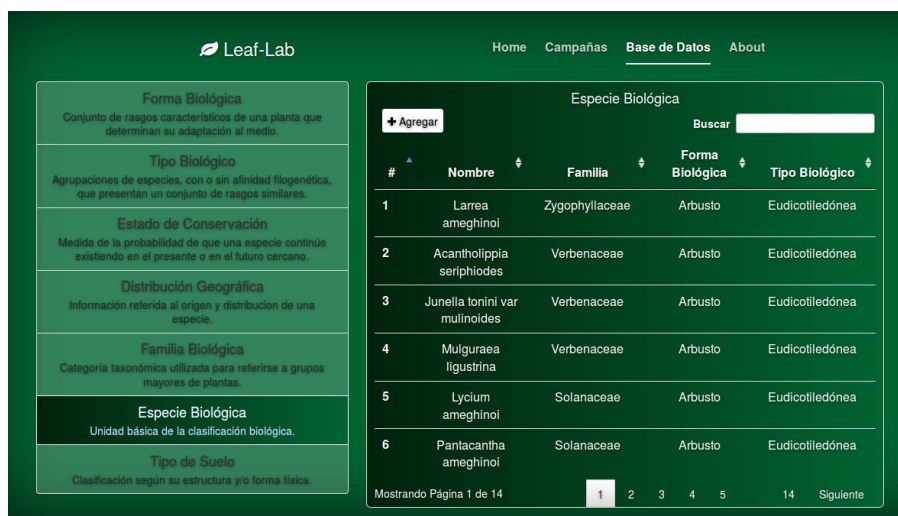 Leaf-Lab
Home Campañas Base de Datos About
Forma Biológica
Conjunto de rasgos característicos de una planta que
determinan su adaptación al medio.
Tipo Biológico
Agrupaciones de especies, con o sin afinidad filogenética,
que presentan un conjunto de rasgos similares.
Estado de Conservación
Medida de la probabilidad de que una especie continúe
existiendo en el presente o en el futuro cercano.
Distribución Geográfica
Información referida al origen y distribucion de una
especie.
Familia Biológica
Categoría taxonómica utilizada para referirse a grupos
mayores de plantas.
Especie Biológica
Unidad básica de la clasificación biológica.
Tipo de Suelo
Clasificación según su estructura y/o forma física.
Especie Biológica
+ Agregar
Buscar
# Nombre Familia Forma Biológica Tipo Biológico
1 Larrea ameghinoi Zygophyllaceae Arbusto Eudicotiledónea
2 Acantholippia seriphiodes Verbenaceae Arbusto Eudicotiledónea
3 Junella tonini var mulinoides Verbenaceae Arbusto Eudicotiledónea
4 Mulguraea ligustrina Verbenaceae Arbusto Eudicotiledónea
5 Lycium ameghinoi Solanaceae Arbusto Eudicotiledónea
6 Pantacantha ameghinoi Solanaceae Arbusto Eudicotiledónea
Mostrando Página 1 de 14
1 2 3 4 5 14 Siguiente